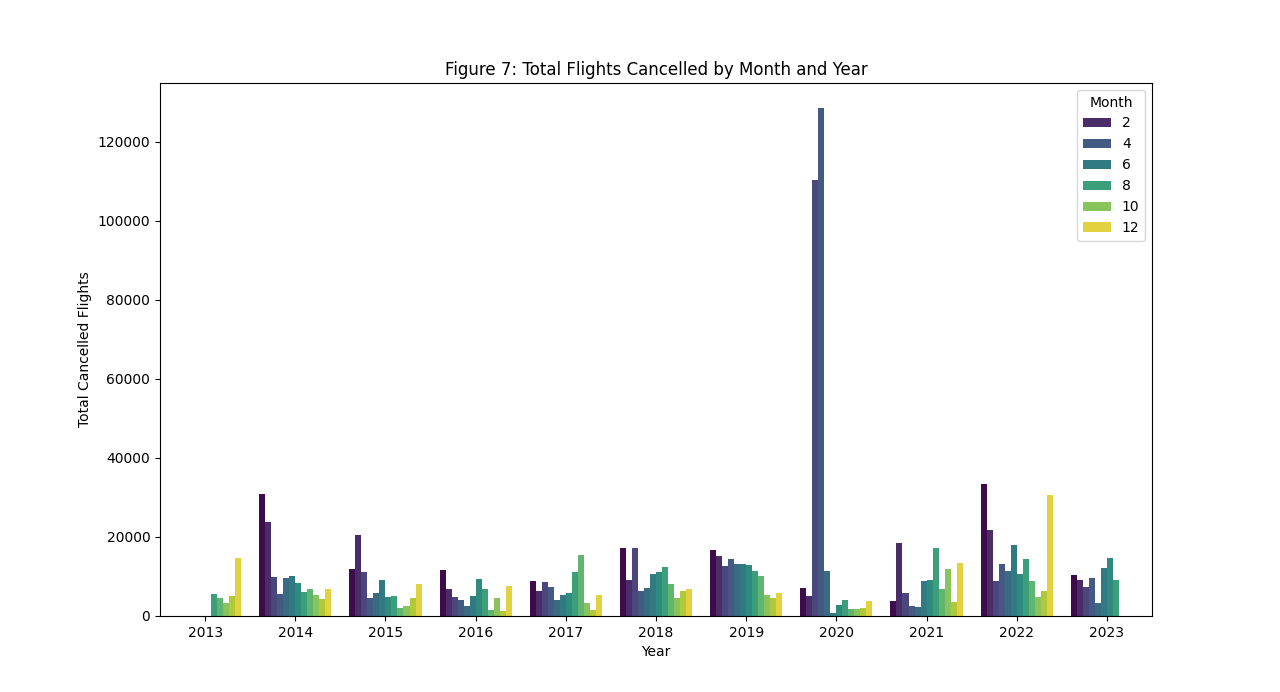 Figure 7: Total Flights Cancelled by Month and Year
Month
2
4
6
8
10
12
Total Cancelled Flights
120000
100000
80000
60000
40000
20000
0
2013 2014 2015 2016 2017 2018 2019 2020 2021 2022 2023
Year